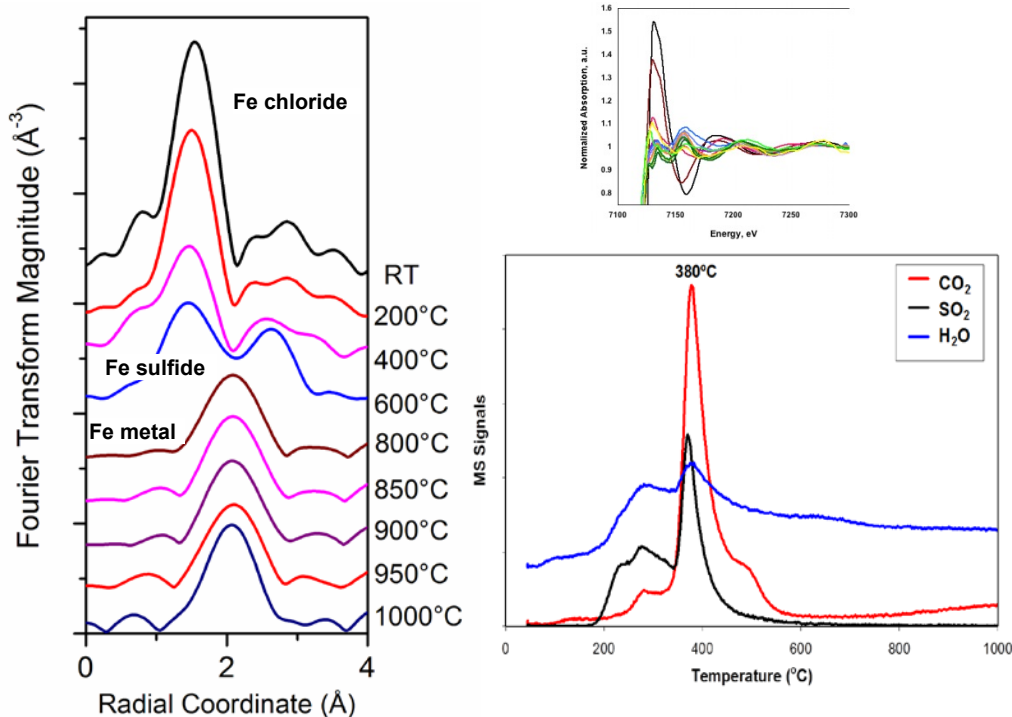 Fourier Transform Magnitude (Å⁻³)
Fe chloride
RT
200°C
400°C
Fe sulfide
600°C
Fe metal
800°C
850°C
900°C
950°C
1000°C
0 2 4
Radial Coordinate (Å)
Normalized Absorption, a.u.
1.6
1.5
1.4
1.3
1.2
1.1
1
0.9
0.8
7100 7150 7200 7250 7300
Energy, eV
MS Signals
380ºC
CO₂
SO₂
H₂O
0 200 400 600 800 1000
Temperature (ºC)